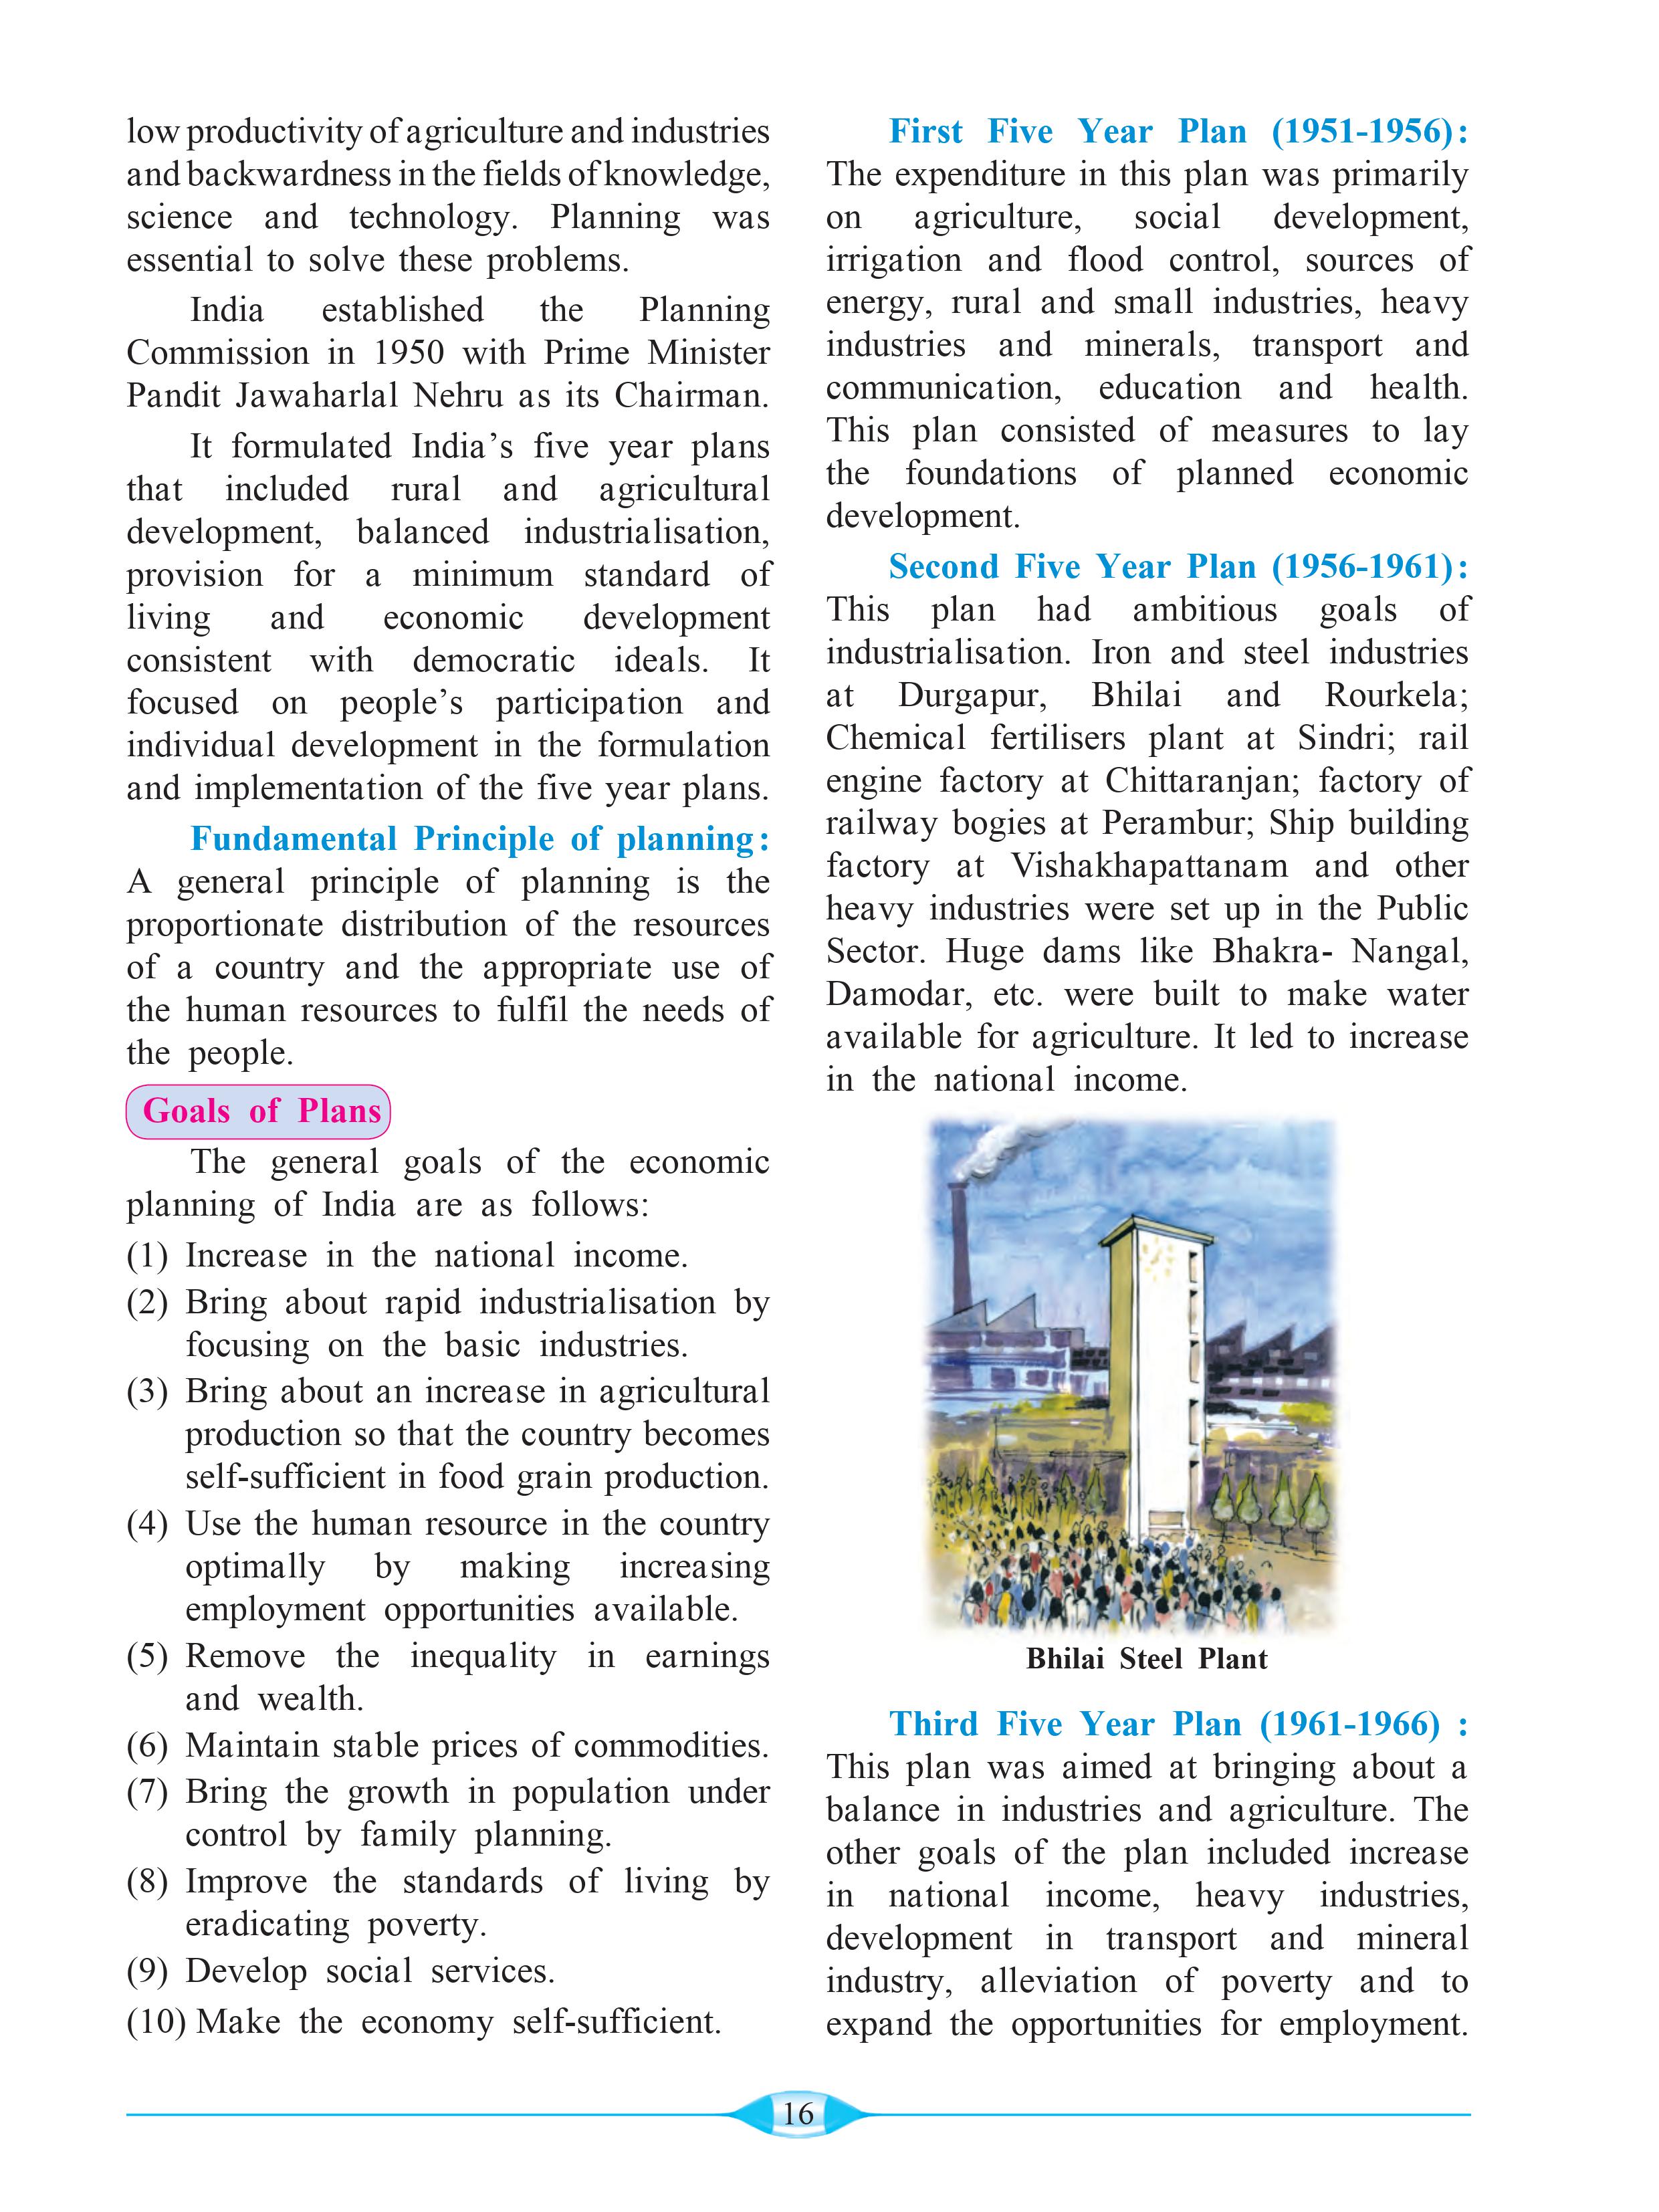 low productivity of agriculture and industries
and backwardness in the fields of knowledge,
science and technology. Planning was
essential to solve these problems.
India established the Planning
Commission in 1950 with Prime Minister
Pandit Jawaharlal Nehru as its Chairman.
It formulated India’s five year plans
that included rural and agricultural
development, balanced industrialisation,
provision for a minimum standard of
living and economic development
consistent with democratic ideals. It
focused on people’s participation and
individual development in the formulation
and implementation of the five year plans.
Fundamental Principle of planning:
A general principle of planning is the
proportionate distribution of the resources
of a country and the appropriate use of
the human resources to fulfil the needs of
the people.
Goals of Plans
The general goals of the economic
planning of India are as follows:
(1) Increase in the national income.
(2) Bring about rapid industrialisation by
focusing on the basic industries.
(3) Bring about an increase in agricultural
production so that the country becomes
self-sufficient in food grain production.
(4) Use the human resource in the country
optimally by making increasing
employment opportunities available.
(5) Remove the inequality in earnings
and wealth.
(6) Maintain stable prices of commodities.
(7) Bring the growth in population under
control by family planning.
(8) Improve the standards of living by
eradicating poverty.
(9) Develop social services.
(10) Make the economy self-sufficient.
First Five Year Plan (1951-1956):
The expenditure in this plan was primarily
on agriculture, social development,
irrigation and flood control, sources of
energy, rural and small industries, heavy
industries and minerals, transport and
communication, education and health.
This plan consisted of measures to lay
the foundations of planned economic
development.
Second Five Year Plan (1956-1961):
This plan had ambitious goals of
industrialisation. Iron and steel industries
at Durgapur, Bhilai and Rourkela;
Chemical fertilisers plant at Sindri; rail
engine factory at Chittaranjan; factory of
railway bogies at Perambur; Ship building
factory at Vishakhapattanam and other
heavy industries were set up in the Public
Sector. Huge dams like Bhakra- Nangal,
Damodar, etc. were built to make water
available for agriculture. It led to increase
in the national income.
Bhilai Steel Plant
Third Five Year Plan (1961-1966) :
This plan was aimed at bringing about a
balance in industries and agriculture. The
other goals of the plan included increase
in national income, heavy industries,
development in transport and mineral
industry, alleviation of poverty and to
expand the opportunities for employment.
16